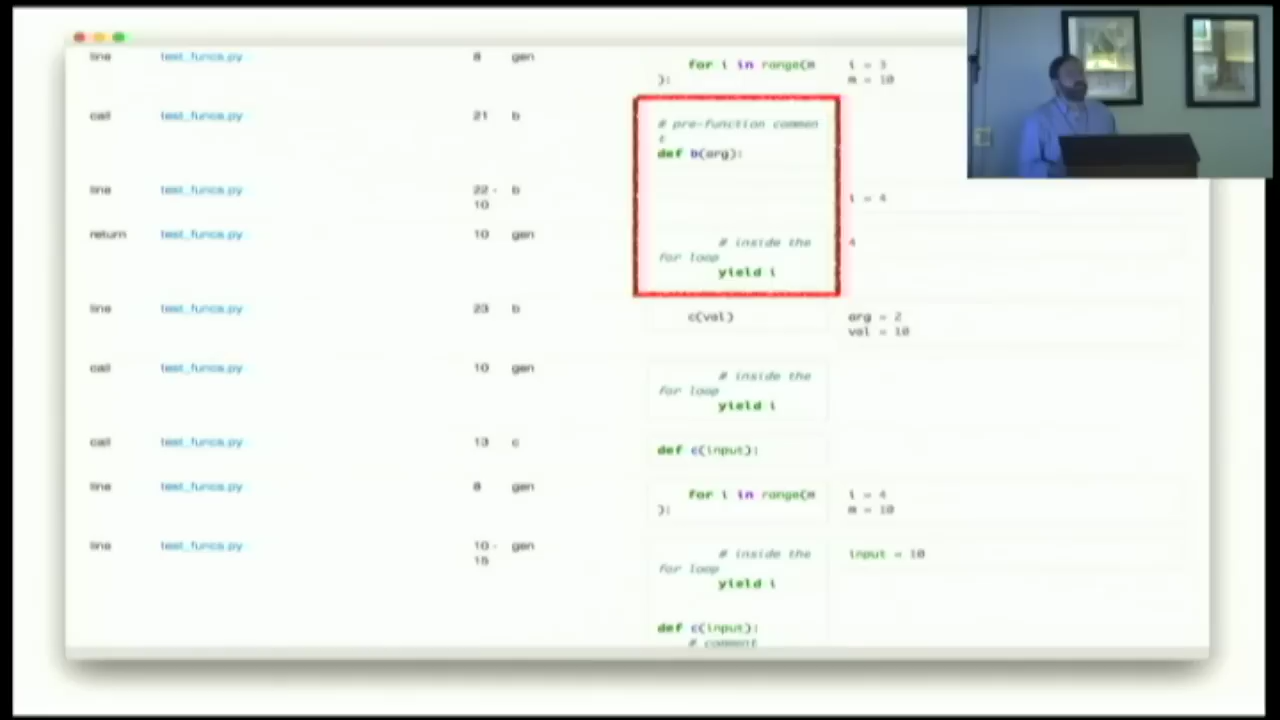 line test_funcs.py 8 gen for i in range(m i = 3
): m = 10
call test_funcs.py 21 b # pre-function commen
t
def b(arg):
line test_funcs.py 22 - b i = 4
10
return test_funcs.py 10 gen # inside the 4
for loop
yield i
line test_funcs.py 23 b c(val) arg = 2
val = 10
call test_funcs.py 10 gen # inside the
for loop
yield i
call test_funcs.py 13 c def c(input):
line test_funcs.py 8 gen for i in range(m i = 4
): m = 10
line test_funcs.py 10 - gen # inside the input = 10
15 for loop
yield i
def c(input):
# comment